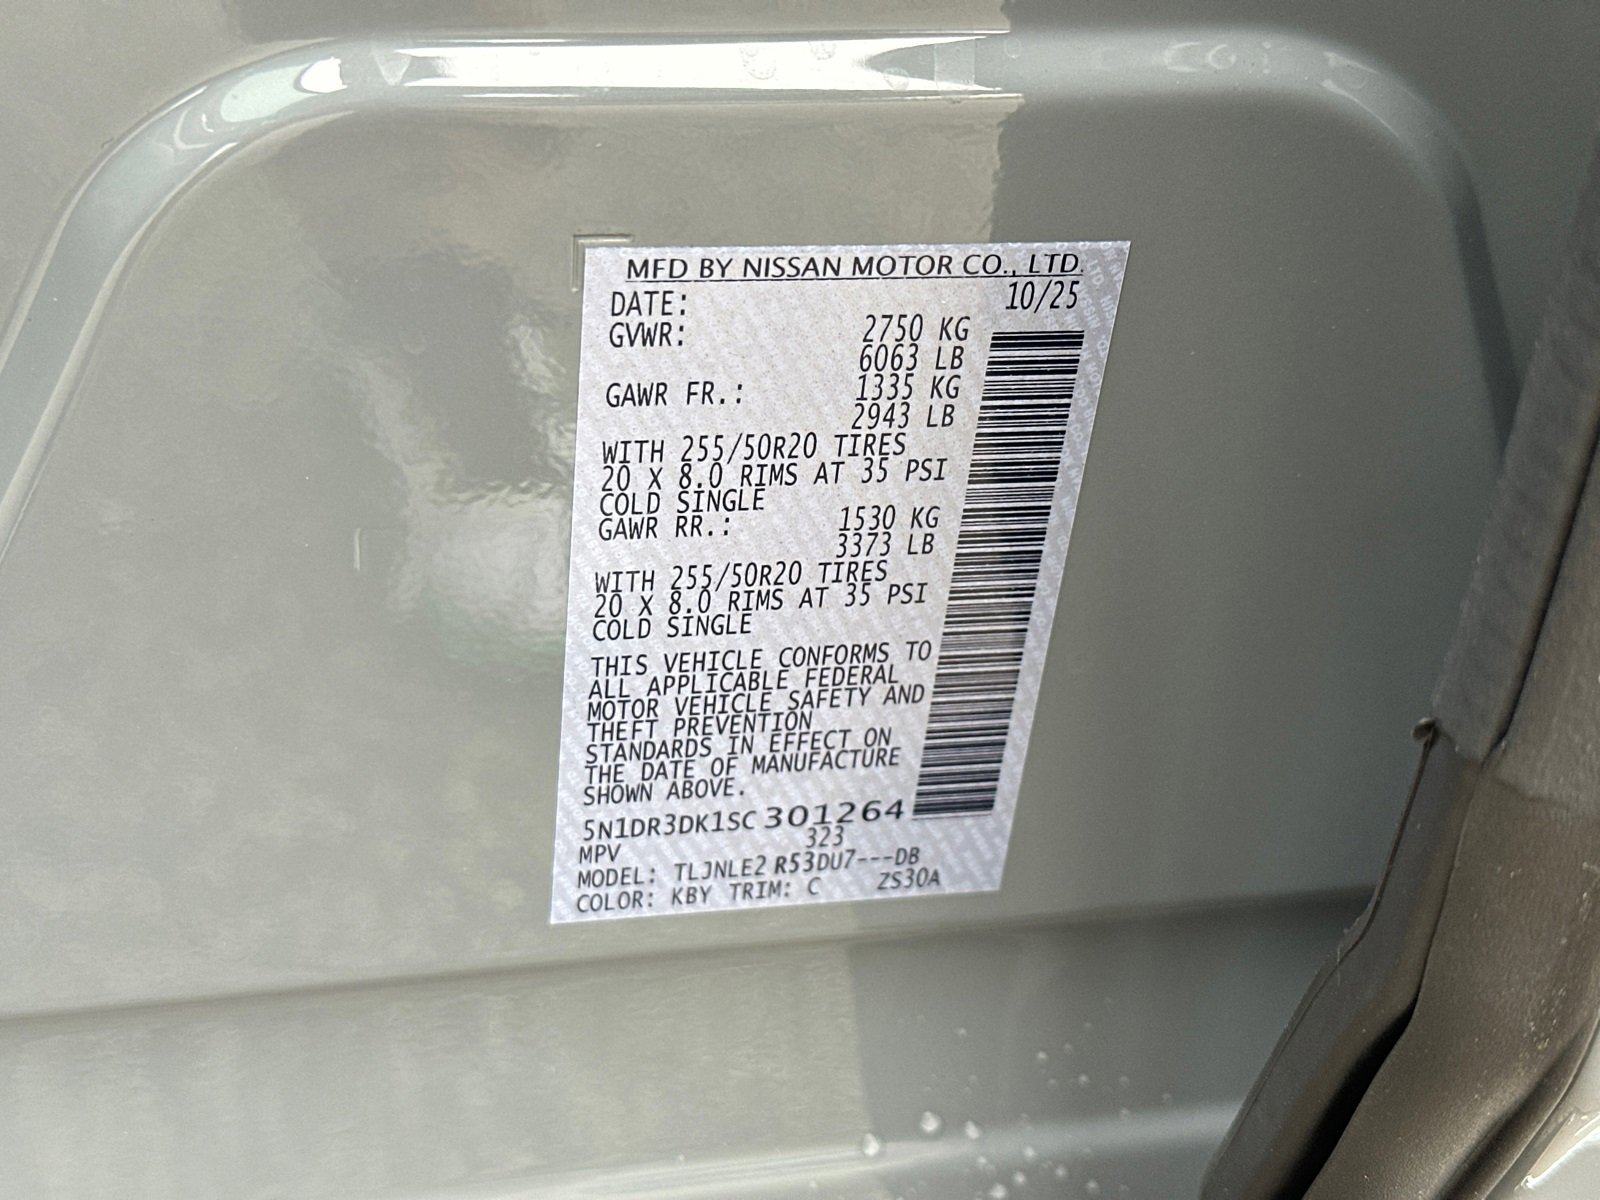 MFD BY NISSAN MOTOR CO., LTD.
DATE: 10/25
GVWR: 2750 KG
6063 LB
GAWR FR.: 1335 KG
2943 LB
WITH 255/50R20 TIRES
20 X 8.0 RIMS AT 35 PSI
COLD SINGLE
GAWR RR.: 1530 KG
3373 LB
WITH 255/50R20 TIRES
20 X 8.0 RIMS AT 35 PSI
COLD SINGLE
THIS VEHICLE CONFORMS TO
ALL APPLICABLE FEDERAL
MOTOR VEHICLE SAFETY AND
THEFT PREVENTION
STANDARDS IN EFFECT ON
THE DATE OF MANUFACTURE
SHOWN ABOVE.
5N1DR3DK1SC301264
MPV 323
MODEL: TLJNLE2 R53DU7---DB
COLOR: KBY TRIM: C ZS30A